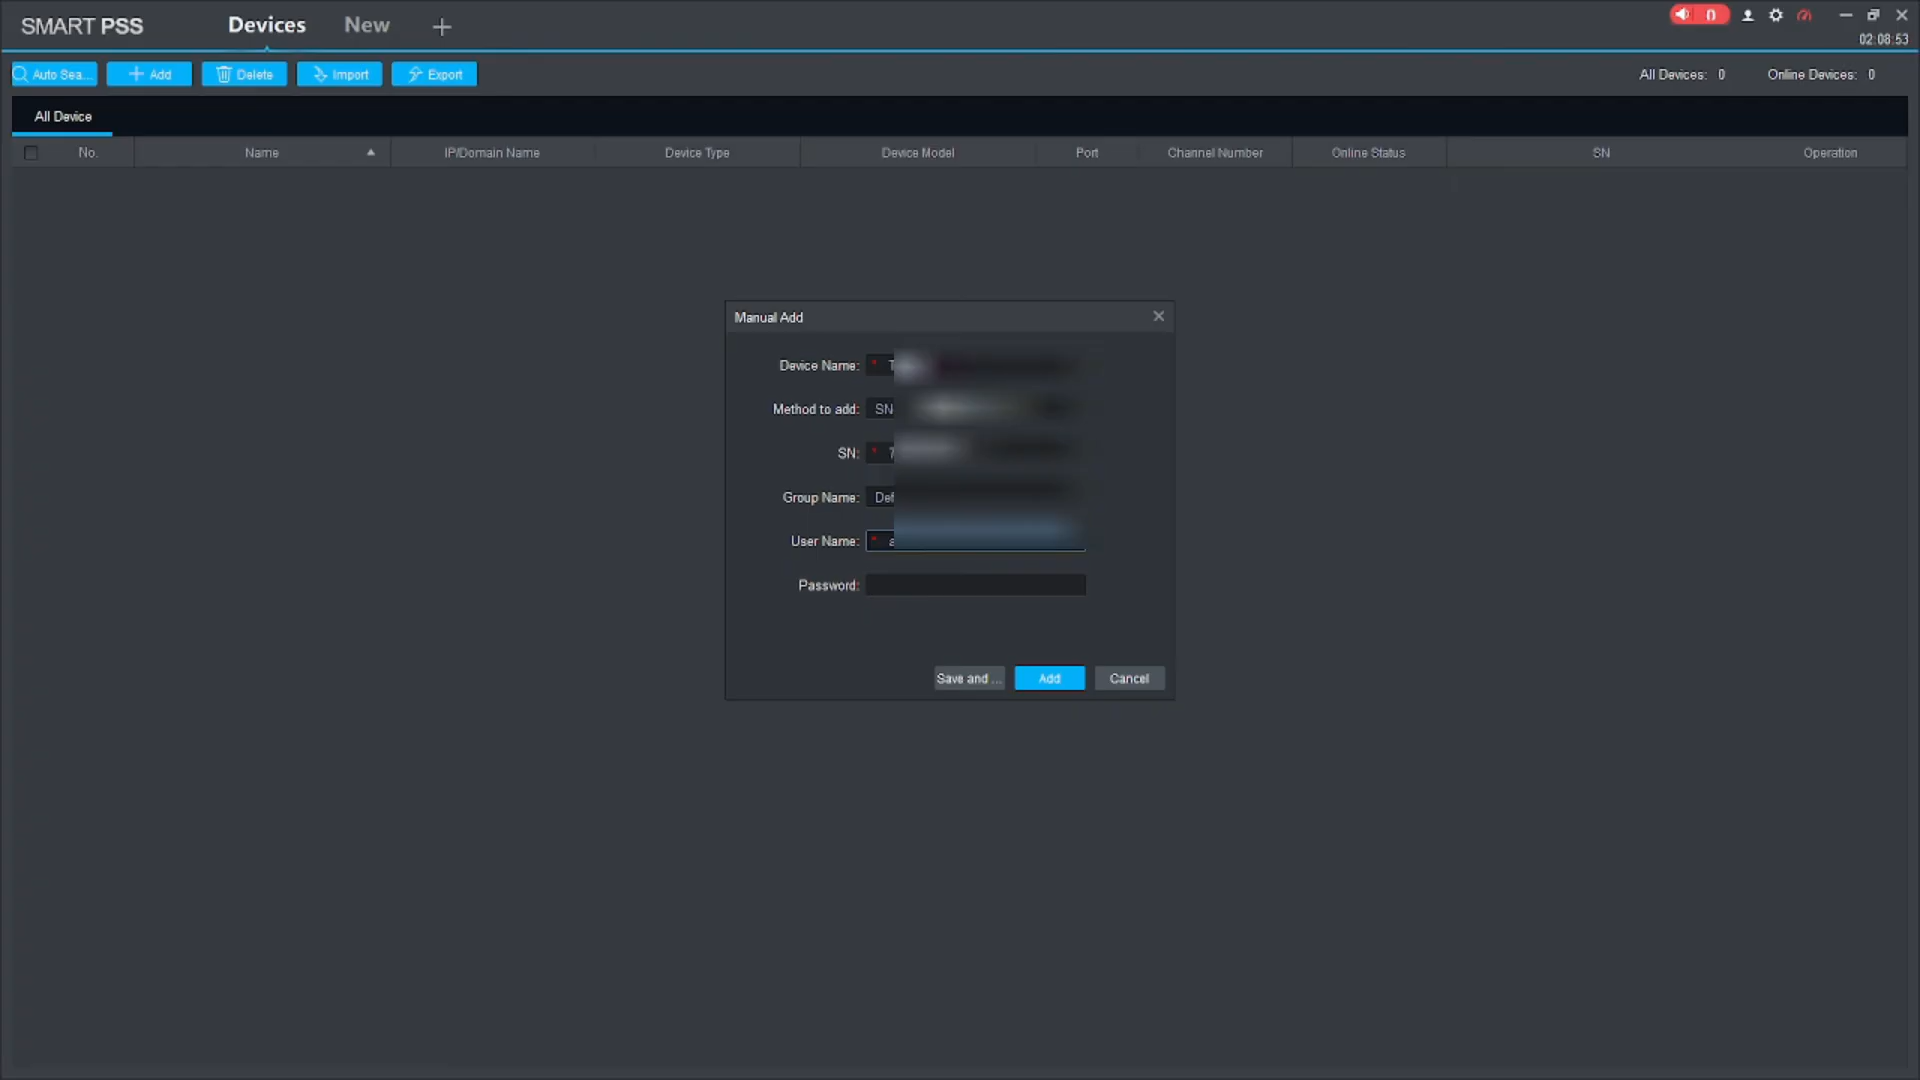 SMART PSS Devices New +
0
02:08:53
Auto Sea... Add Delete Import Export All Devices: 0 Online Devices: 0
All Device
No. Name IP/Domain Name Device Type Device Model Port Channel Number Online Status SN Operation
Manual Add
Device Name: *
Method to add: SN
SN: *
Group Name: Def
User Name: * a
Password:
Save and ... Add Cancel